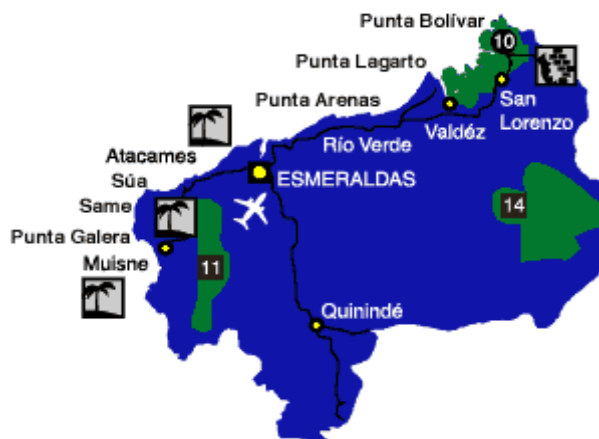 Punta Bolívar
10
Punta Lagarto
Punta Arenas
San
Lorenzo
Valdéz
Río Verde
Atacames
ESMERALDAS
Súa
Same
14
Punta Galera
Muisne
11
Quinindé